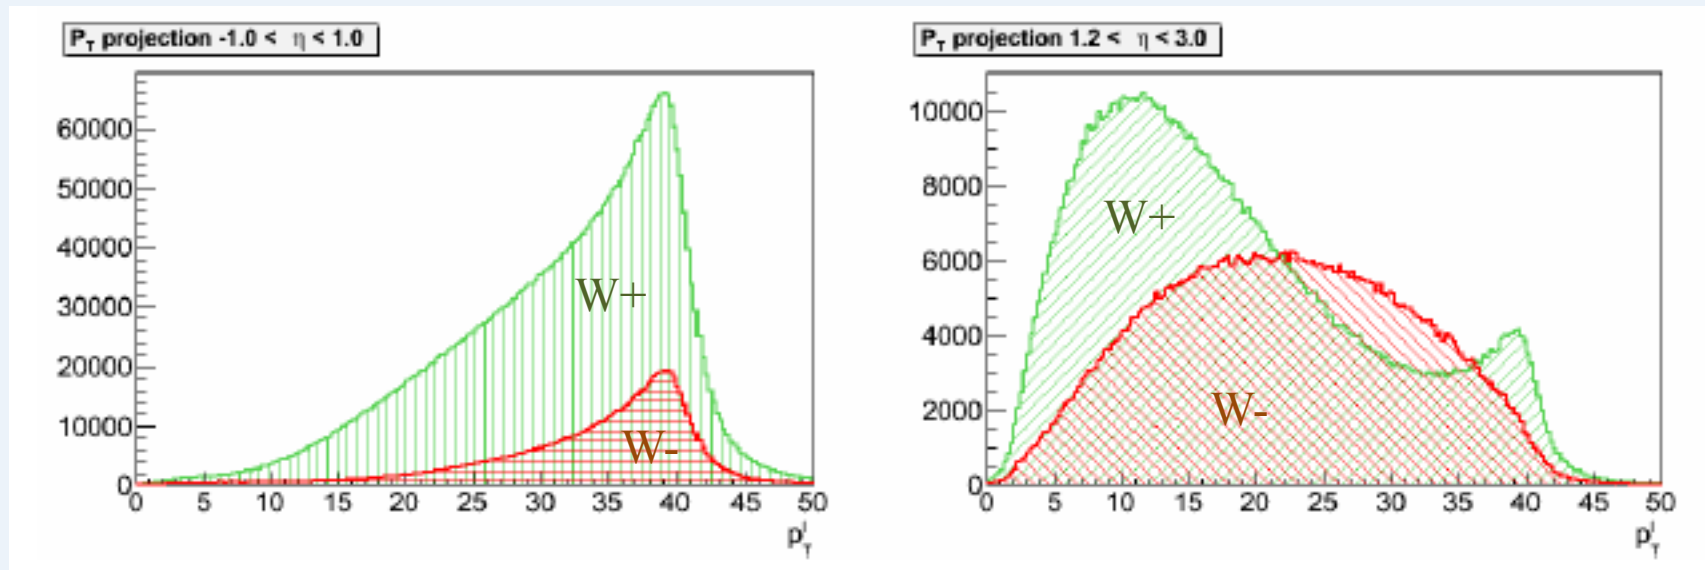 P_T projection -1.0 < η < 1.0
60000
50000
40000
30000
20000
10000
0
W+
W-
0 5 10 15 20 25 30 35 40 45 50
p_T^l
P_T projection 1.2 < η < 3.0
10000
8000
6000
4000
2000
0
W+
W-
0 5 10 15 20 25 30 35 40 45 50
p_T^l